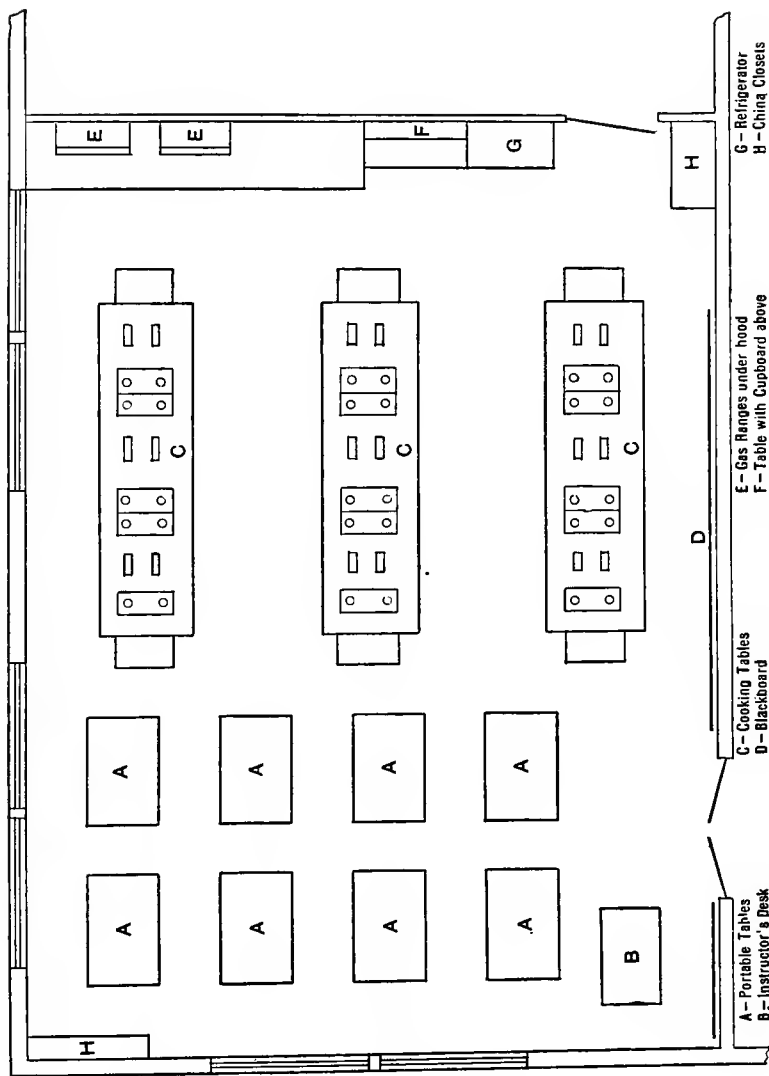 H
E
A A
C
E
A A
A A
C
F
G
A A
B
C
H
D
A – Portable Tables
B – Instructor's Desk
C – Cooking Tables
D – Blackboard
E – Gas Ranges under hood
F – Table with Cupboard above
G – Refrigerator
H – China Closets